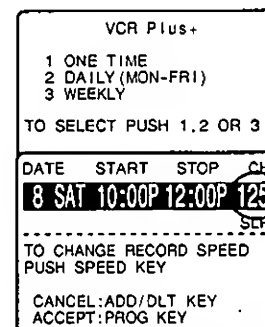 VCR Plus+
1 ONE TIME
2 DAILY(MON-FRI)
3 WEEKLY
TO SELECT PUSH 1,2 OR 3
DATE START STOP CH
8 SAT 10:00P 12:00P 125
TO CHANGE RECORD SPEED
PUSH SPEED KEY
CANCEL:ADD/DLT KEY
ACCEPT:PROG KEY